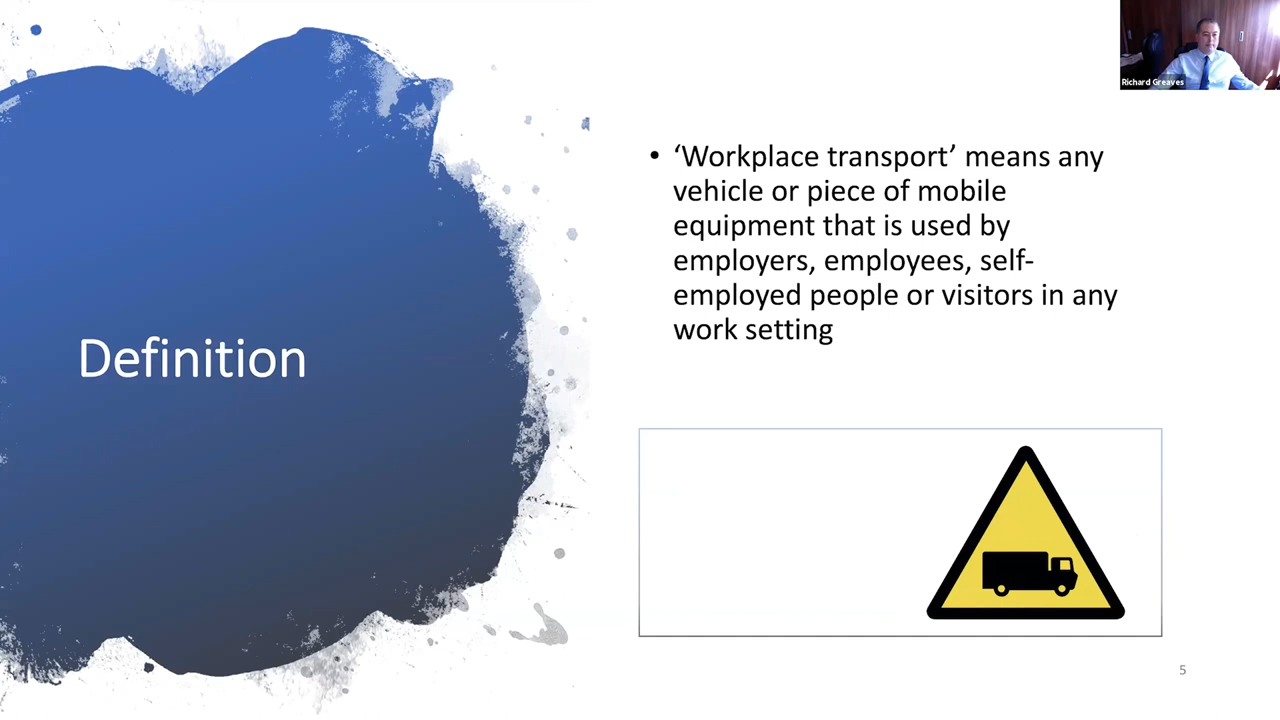 Richard Greaves
Definition
• ‘Workplace transport’ means any
vehicle or piece of mobile
equipment that is used by
employers, employees, self-
employed people or visitors in any
work setting
5